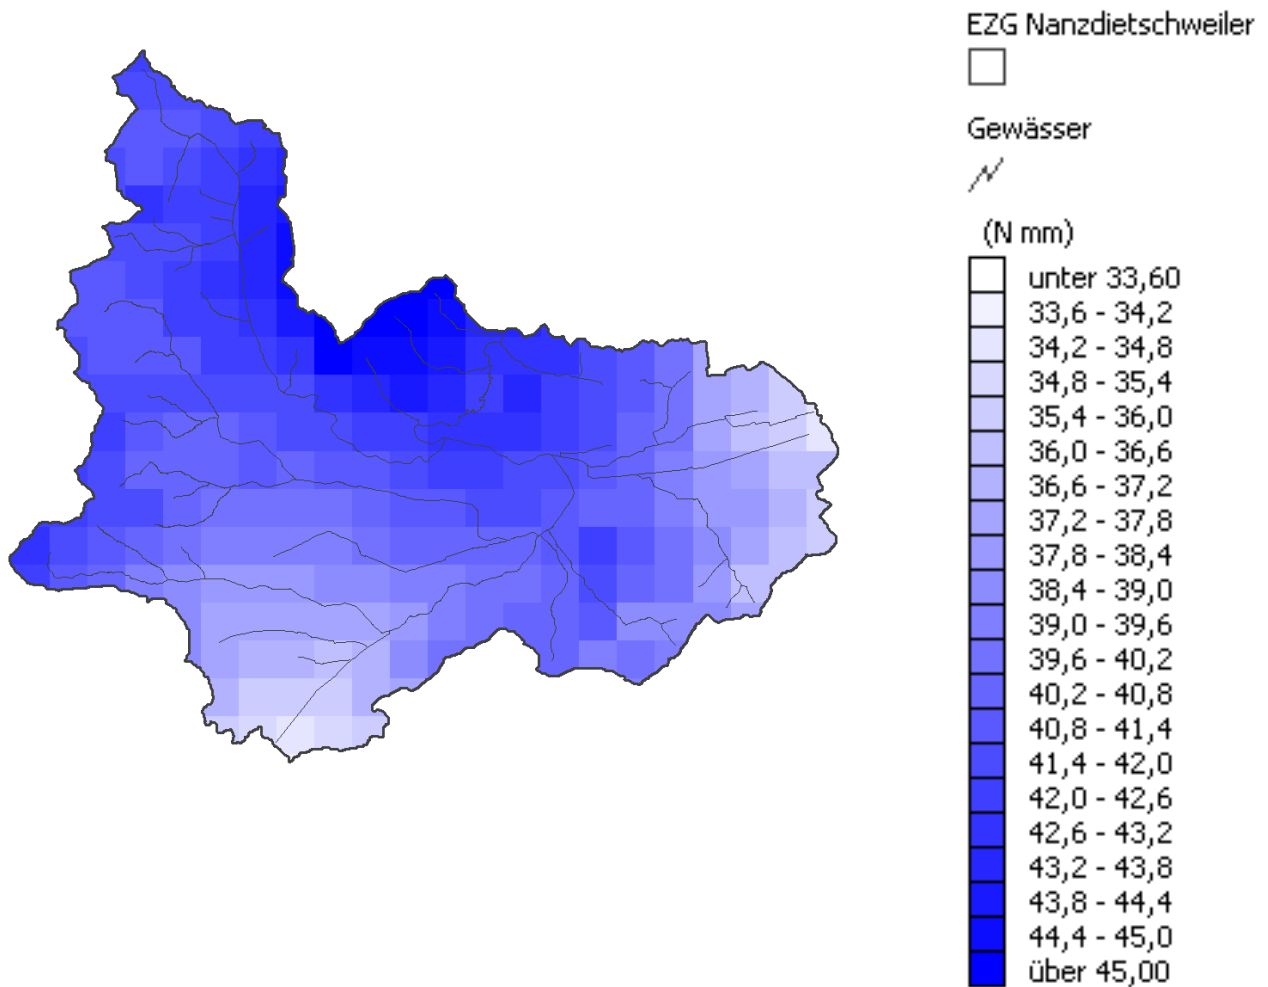 EZG Nanzdietschweiler
Gewässer
(N mm)
unter 33,60
33,6 - 34,2
34,2 - 34,8
34,8 - 35,4
35,4 - 36,0
36,0 - 36,6
36,6 - 37,2
37,2 - 37,8
37,8 - 38,4
38,4 - 39,0
39,0 - 39,6
39,6 - 40,2
40,2 - 40,8
40,8 - 41,4
41,4 - 42,0
42,0 - 42,6
42,6 - 43,2
43,2 - 43,8
43,8 - 44,4
44,4 - 45,0
über 45,00